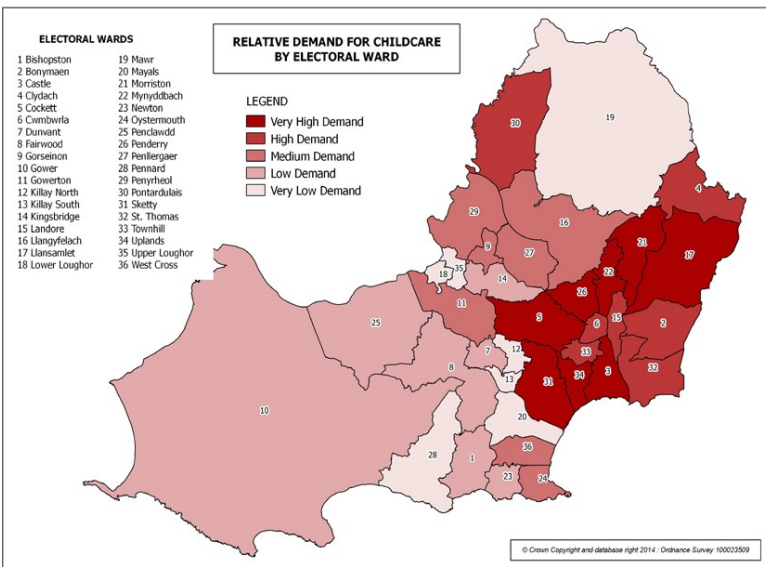 ELECTORAL WARDS
1 Bishopston
2 Bonymaen
3 Castle
4 Clydach
5 Cockett
6 Cwmbwrla
7 Dunvant
8 Fairwood
9 Gorseinon
10 Gower
11 Gowerton
12 Killay North
13 Killay South
14 Kingsbridge
15 Landore
16 Llangyfelach
17 Llansamlet
18 Lower Loughor
19 Mawr
20 Mayals
21 Morriston
22 Mynyddbach
23 Newton
24 Oystermouth
25 Penclawdd
26 Penderry
27 Penllergaer
28 Pennard
29 Penyrheol
30 Pontardulais
31 Sketty
32 St. Thomas
33 Townhill
34 Uplands
35 Upper Loughor
36 West Cross
RELATIVE DEMAND FOR CHILDCARE
BY ELECTORAL WARD
LEGEND
Very High Demand
High Demand
Medium Demand
Low Demand
Very Low Demand
30
19
4
29
16
21
9
27
17
22
18
35
14
26
11
5
15
25
6
2
7
12
33
8
13
31
34
3
32
10
20
36
28
1
23
24
© Crown Copyright and database right 2014 : Ordnance Survey 100023509